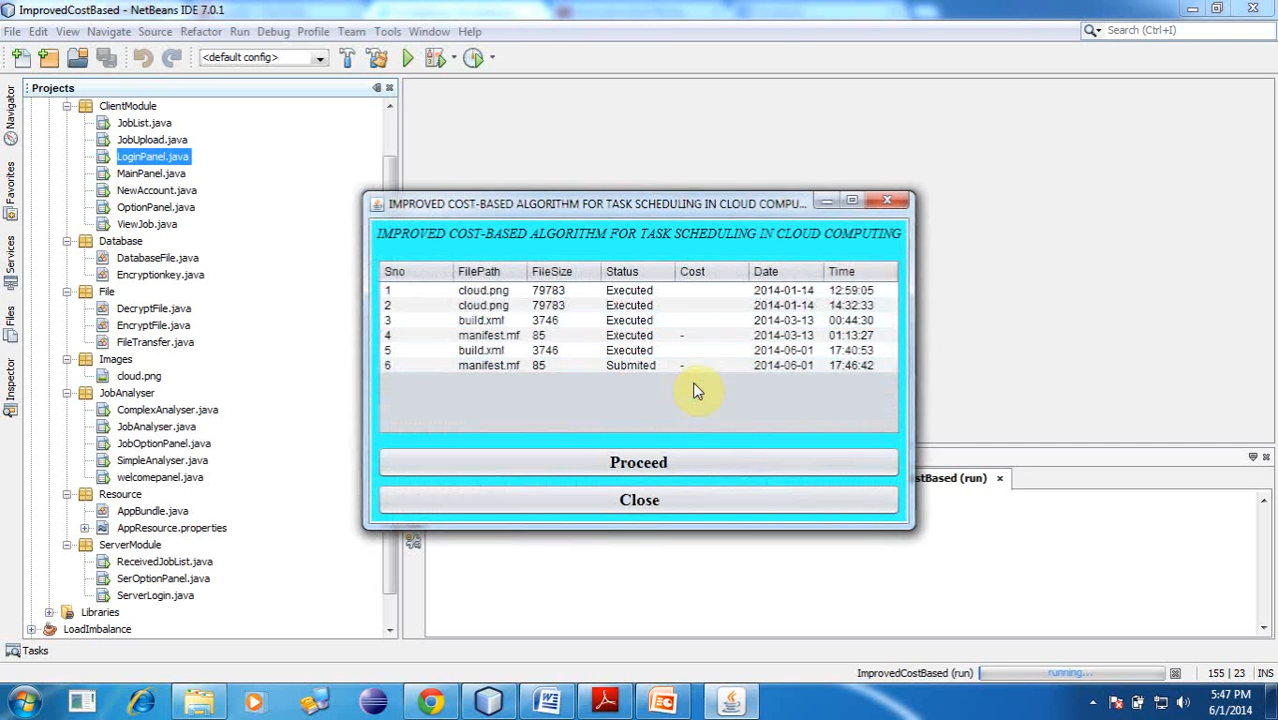 ImprovedCostBased - NetBeans IDE 7.0.1
File Edit View Navigate Source Refactor Run Debug Profile Team Tools Window Help
Search (Ctrl+I)
<default config>
Projects
Navigator
Favorites
Services
Files
Inspector
ClientModule
JobList.java
JobUpload.java
LoginPanel.java
MainPanel.java
NewAccount.java
OptionPanel.java
ViewJob.java
Database
DatabaseFile.java
Encryptionkey.java
File
DecryptFile.java
EncryptFile.java
FileTransfer.java
Images
cloud.png
JobAnalyser
ComplexAnalyser.java
JobAnalyser.java
JobOptionPanel.java
SimpleAnalyser.java
welcomepanel.java
Resource
AppBundle.java
AppResource.properties
ServerModule
ReceivedJobList.java
SerOptionPanel.java
ServerLogin.java
Libraries
LoadImbalance
Tasks
IMPROVED COST-BASED ALGORITHM FOR TASK SCHEDULING IN CLOUD COMPU...
IMPROVED COST-BASED ALGORITHM FOR TASK SCHEDULING IN CLOUD COMPUTING
Sno FilePath FileSize Status Cost Date Time
1 cloud.png 79783 Executed 2014-01-14 12:59:05
2 cloud.png 79783 Executed 2014-01-14 14:32:33
3 build.xml 3746 Executed 2014-03-13 00:44:30
4 manifest.mf 85 Executed - 2014-03-13 01:13:27
5 build.xml 3746 Executed 2014-06-01 17:40:53
6 manifest.mf 85 Submited - 2014-06-01 17:46:42
Proceed
Close
stBased (run)
ImprovedCostBased (run) running... 155 | 23 INS
5:47 PM
6/1/2014